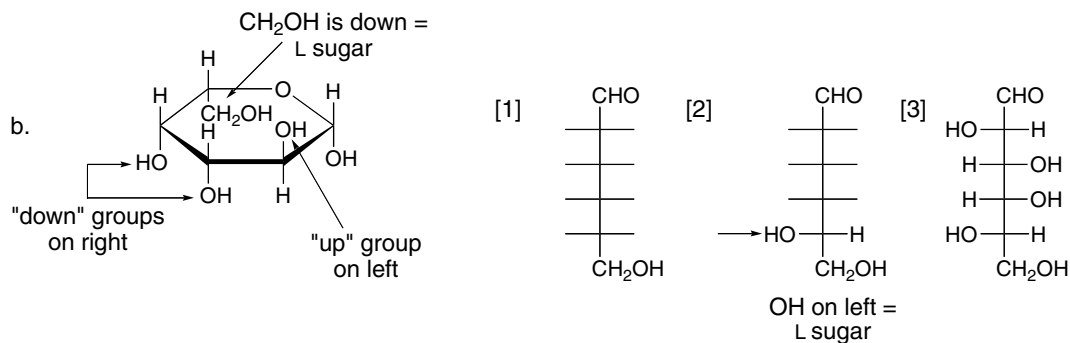 CH₂OH is down =
L sugar
b.
H
H
O
H
CH₂OH
H
OH
HO
OH
OH
H
"down" groups
on right
"up" group
on left
[1]
CHO
CH₂OH
[2]
CHO
HO H
CH₂OH
OH on left =
L sugar
[3]
CHO
HO H
H OH
H OH
HO H
CH₂OH